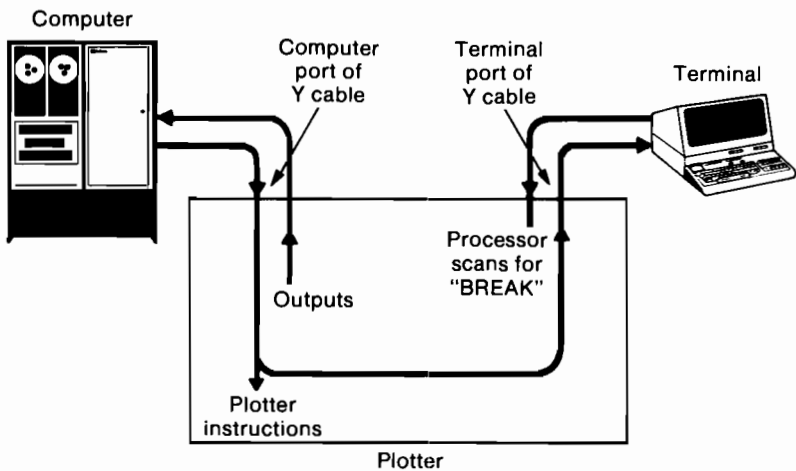 Computer
Computer
port of
Y cable
Terminal
port of
Y cable
Terminal
Outputs
Processor
scans for
“BREAK”
Plotter
instructions
Plotter